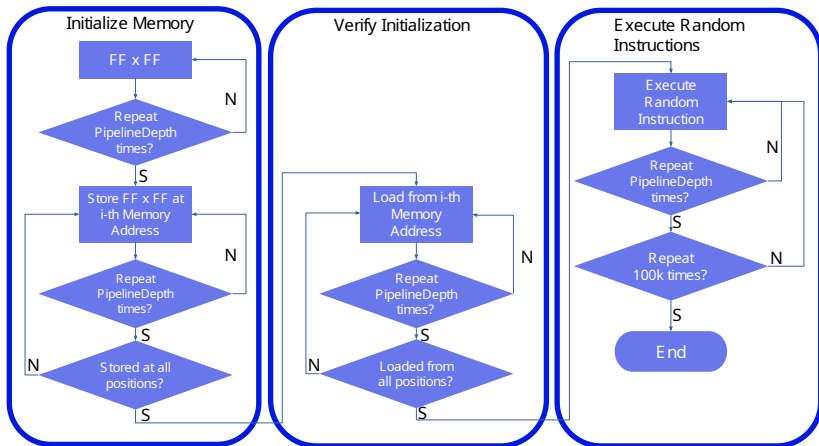 Initialize Memory
FF x FF
N
Repeat
PipelineDepth
times?
S
Store FF x FF at
i-th Memory
Address
N
Repeat
PipelineDepth
times?
S
N
Stored at all
positions?
S
Verify Initialization
Load from i-th
Memory
Address
N
Repeat
PipelineDepth
times?
S
N
Loaded from
all positions?
S
Execute Random
Instructions
Execute
Random
Instruction
N
Repeat
PipelineDepth
times?
S
Repeat
100k times?
N
S
End